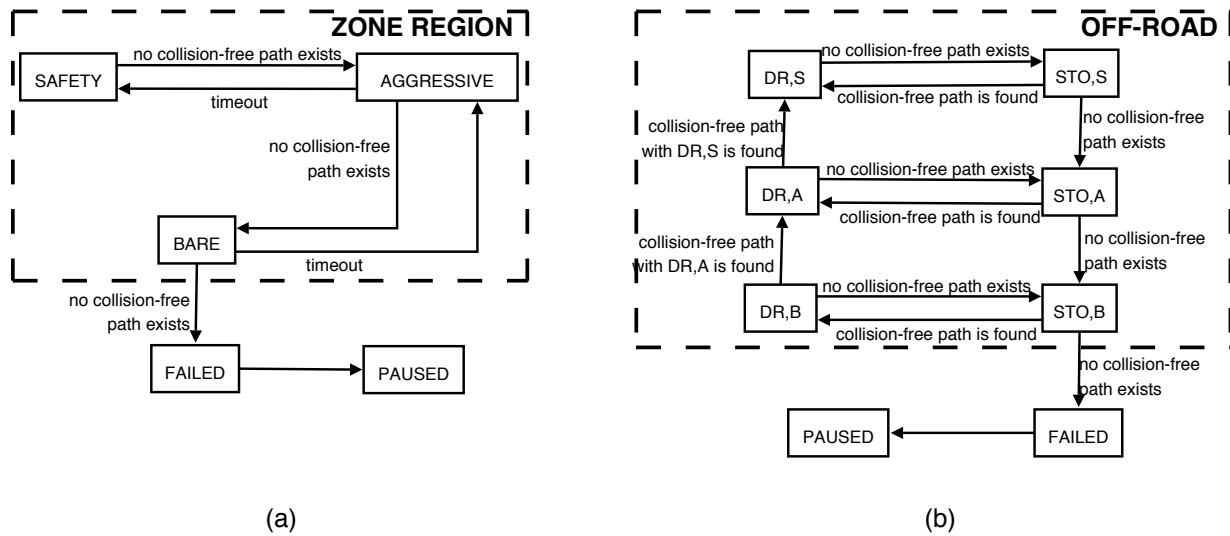 ZONE REGION
no collision-free path exists
SAFETY
AGGRESSIVE
timeout
no collision-free
path exists
BARE
timeout
no collision-free
path exists
FAILED
PAUSED
(a)
OFF-ROAD
no collision-free path exists
DR,S
STO,S
collision-free path is found
collision-free path
with DR,S is found
no collision-free
path exists
no collision-free path exists
DR,A
STO,A
collision-free path is found
collision-free path
with DR,A is found
no collision-free
path exists
no collision-free path exists
DR,B
STO,B
collision-free path is found
no collision-free
path exists
PAUSED
FAILED
(b)